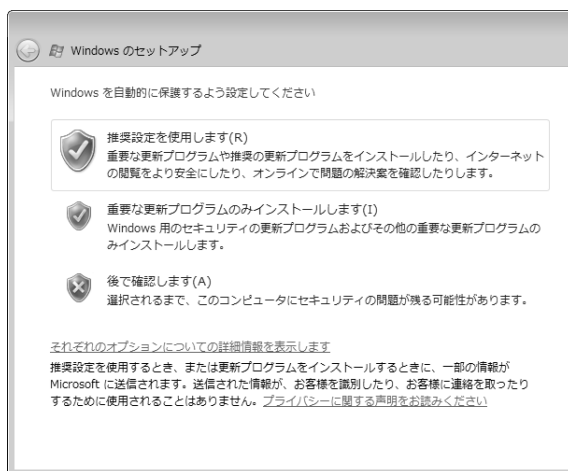 Windows のセットアップ
Windows を自動的に保護するよう設定してください
推奨設定を使用します(R)
重要な更新プログラムや推奨の更新プログラムをインストールしたり、インターネット
の閲覧をより安全にしたり、オンラインで問題の解決案を確認したりします。
重要な更新プログラムのみインストールします(I)
Windows 用のセキュリティの更新プログラムおよびその他の重要な更新プログラムの
みインストールします。
後で確認します(A)
選択されるまで、このコンピュータにセキュリティの問題が残る可能性があります。
それぞれのオプションについての詳細情報を表示します
推奨設定を使用するとき、または更新プログラムをインストールするときに、一部の情報が
Microsoft に送信されます。送信された情報が、お客様を識別したり、お客様に連絡を取ったり
するために使用されることはありません。プライバシーに関する声明をお読みください